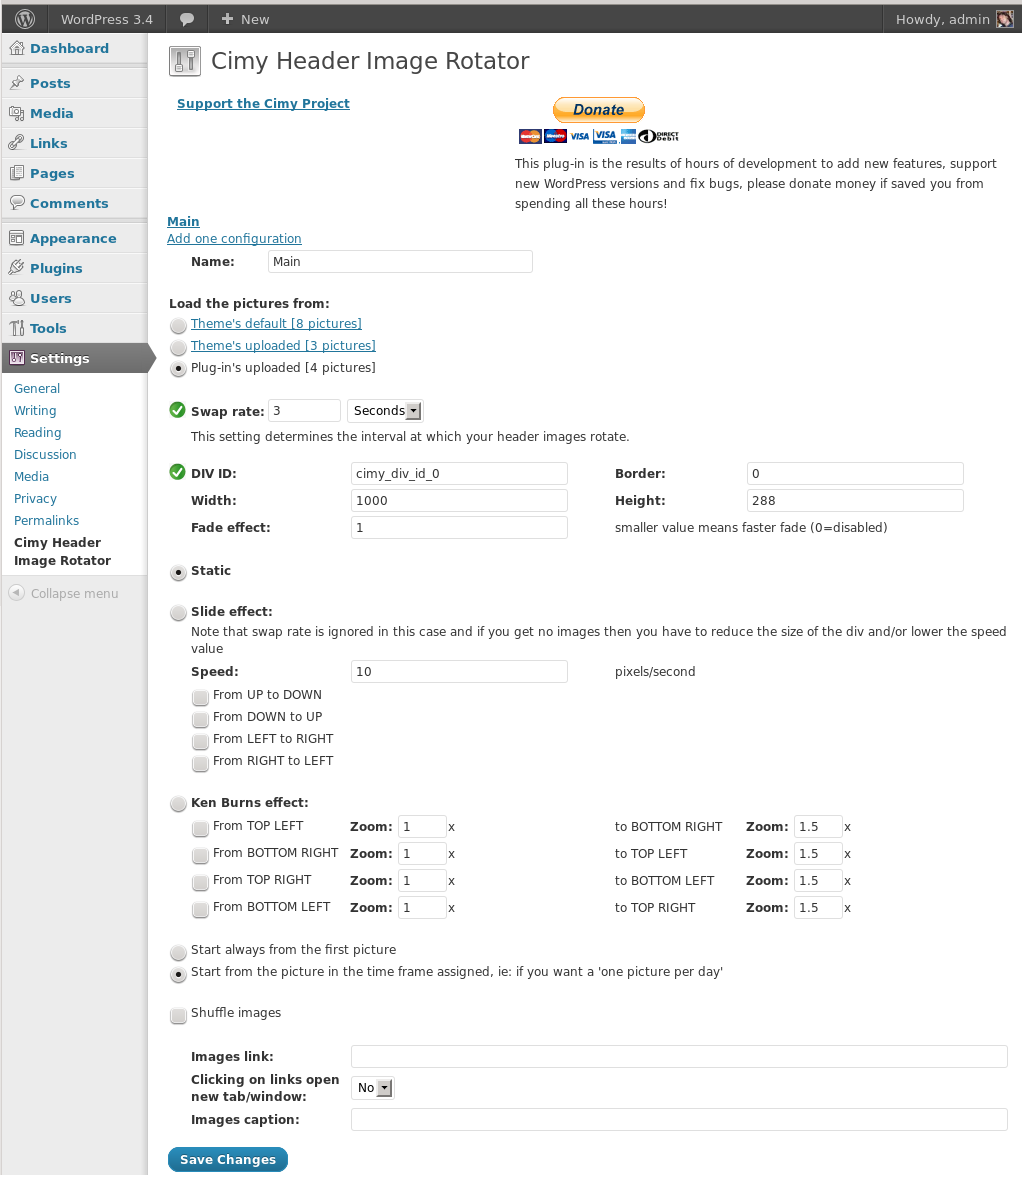 WordPress 3.4
New
Howdy, admin
Dashboard
Posts
Media
Links
Pages
Comments
Appearance
Plugins
Users
Tools
Settings
General
Writing
Reading
Discussion
Media
Privacy
Permalinks
Cimy Header
Image Rotator
Collapse menu
Cimy Header Image Rotator
Support the Cimy Project
Donate
VISA VISA DIRECT Debit
This plug-in is the results of hours of development to add new features, support
new WordPress versions and fix bugs, please donate money if saved you from
spending all these hours!
Main
Add one configuration
Name: Main
Load the pictures from:
Theme's default [8 pictures]
Theme's uploaded [3 pictures]
Plug-in's uploaded [4 pictures]
Swap rate: 3 Seconds
This setting determines the interval at which your header images rotate.
DIV ID: cimy_div_id_0 Border: 0
Width: 1000 Height: 288
Fade effect: 1 smaller value means faster fade (0=disabled)
Static
Slide effect:
Note that swap rate is ignored in this case and if you get no images then you have to reduce the size of the div and/or lower the speed
value
Speed: 10 pixels/second
From UP to DOWN
From DOWN to UP
From LEFT to RIGHT
From RIGHT to LEFT
Ken Burns effect:
From TOP LEFT Zoom: 1 x to BOTTOM RIGHT Zoom: 1.5 x
From BOTTOM RIGHT Zoom: 1 x to TOP LEFT Zoom: 1.5 x
From TOP RIGHT Zoom: 1 x to BOTTOM LEFT Zoom: 1.5 x
From BOTTOM LEFT Zoom: 1 x to TOP RIGHT Zoom: 1.5 x
Start always from the first picture
Start from the picture in the time frame assigned, ie: if you want a 'one picture per day'
Shuffle images
Images link:
Clicking on links open
new tab/window: No
Images caption:
Save Changes